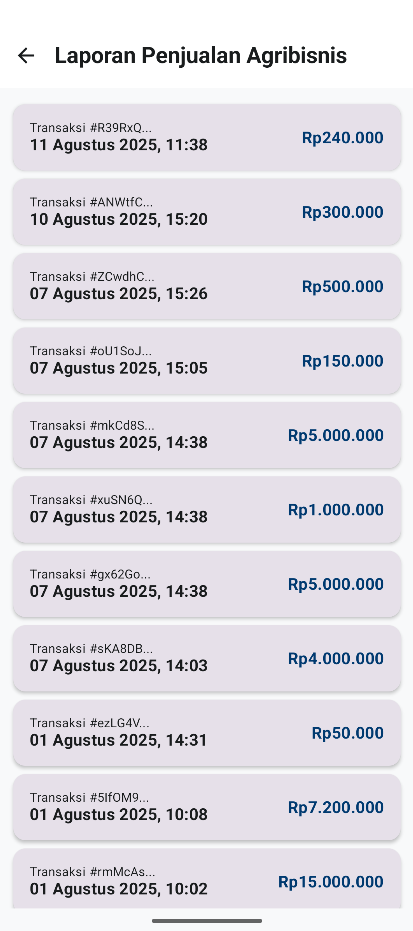 Laporan Penjualan Agribisnis
Transaksi #R39RxQ...
11 Agustus 2025, 11:38
Rp240.000
Transaksi #ANWtfC...
10 Agustus 2025, 15:20
Rp300.000
Transaksi #ZCwdhC...
07 Agustus 2025, 15:26
Rp500.000
Transaksi #oU1SoJ...
07 Agustus 2025, 15:05
Rp150.000
Transaksi #mkCd8S...
07 Agustus 2025, 14:38
Rp5.000.000
Transaksi #xuSN6Q...
07 Agustus 2025, 14:38
Rp1.000.000
Transaksi #gx62Go...
07 Agustus 2025, 14:38
Rp5.000.000
Transaksi #sKA8DB...
07 Agustus 2025, 14:03
Rp4.000.000
Transaksi #ezLG4V...
01 Agustus 2025, 14:31
Rp50.000
Transaksi #5IfOM9...
01 Agustus 2025, 10:08
Rp7.200.000
Transaksi #rmMcAs...
01 Agustus 2025, 10:02
Rp15.000.000